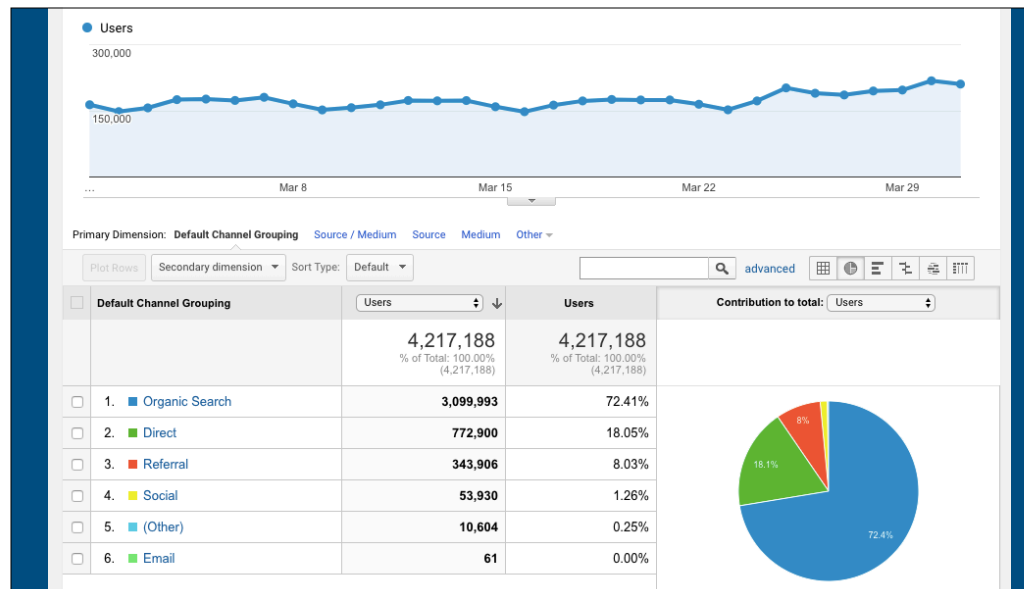 Users
300,000
150,000
... Mar 8 Mar 15 Mar 22 Mar 29
Primary Dimension: Default Channel Grouping Source / Medium Source Medium Other
Plot Rows Secondary dimension Sort Type: Default advanced
Default Channel Grouping Users Users Contribution to total: Users
4,217,188 4,217,188
% of Total: 100.00% % of Total: 100.00%
(4,217,188) (4,217,188)
1. Organic Search 3,099,993 72.41%
2. Direct 772,900 18.05%
3. Referral 343,906 8.03%
4. Social 53,930 1.26%
5. (Other) 10,604 0.25%
6. Email 61 0.00%
8%
18.1%
72.4%